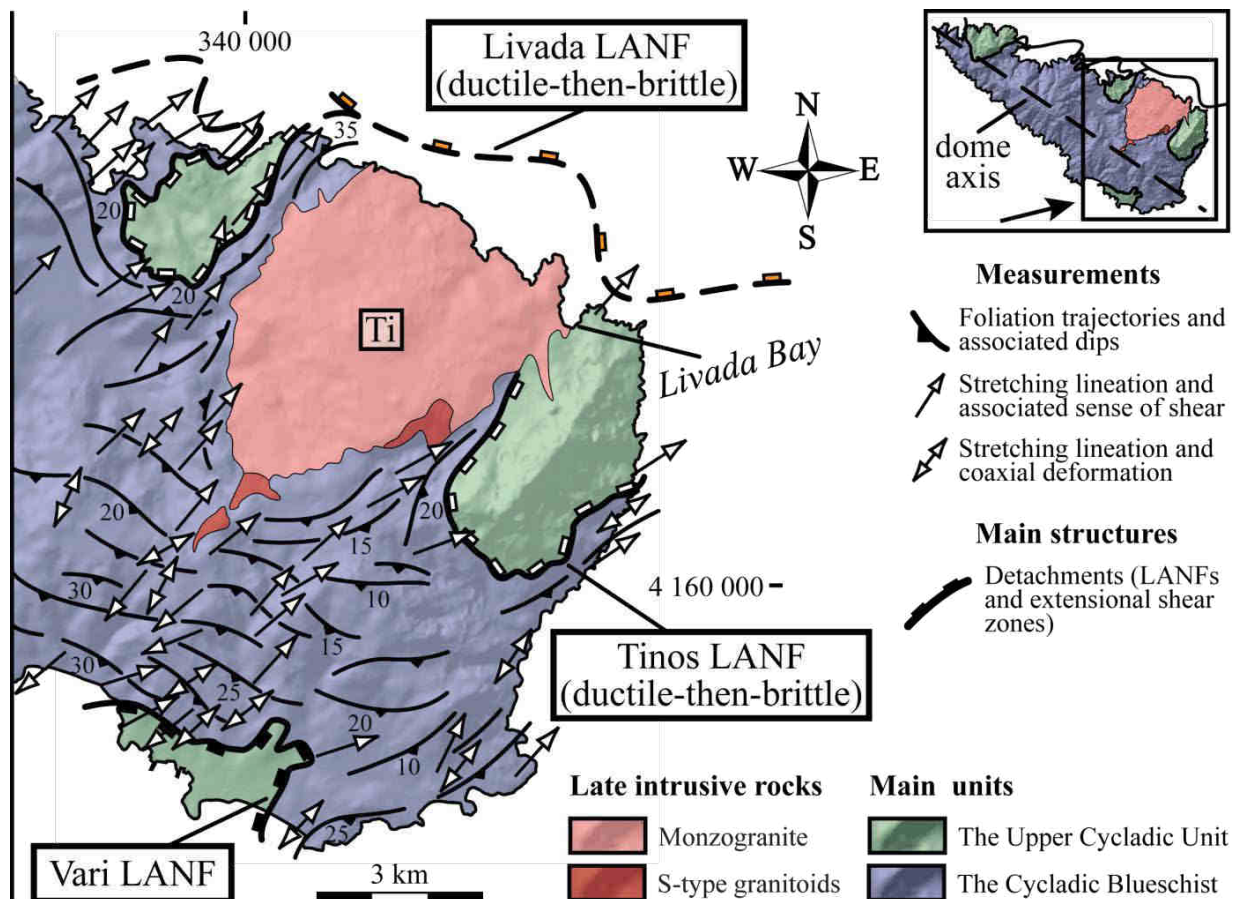 340 000
Livada LANF
(ductile-then-brittle)
N
W
E
S
dome
axis
35
20
20
Ti
Livada Bay
20
20
15
10
30
15
30
25
20
10
25
4 160 000
Tinos LANF
(ductile-then-brittle)
Vari LANF
3 km
Measurements
Foliation trajectories and
associated dips
Stretching lineation and
associated sense of shear
Stretching lineation and
coaxial deformation
Main structures
Detachments (LANFs
and extensional shear
zones)
Late intrusive rocks
Monzogranite
S-type granitoids
Main units
The Upper Cycladic Unit
The Cycladic Blueschist